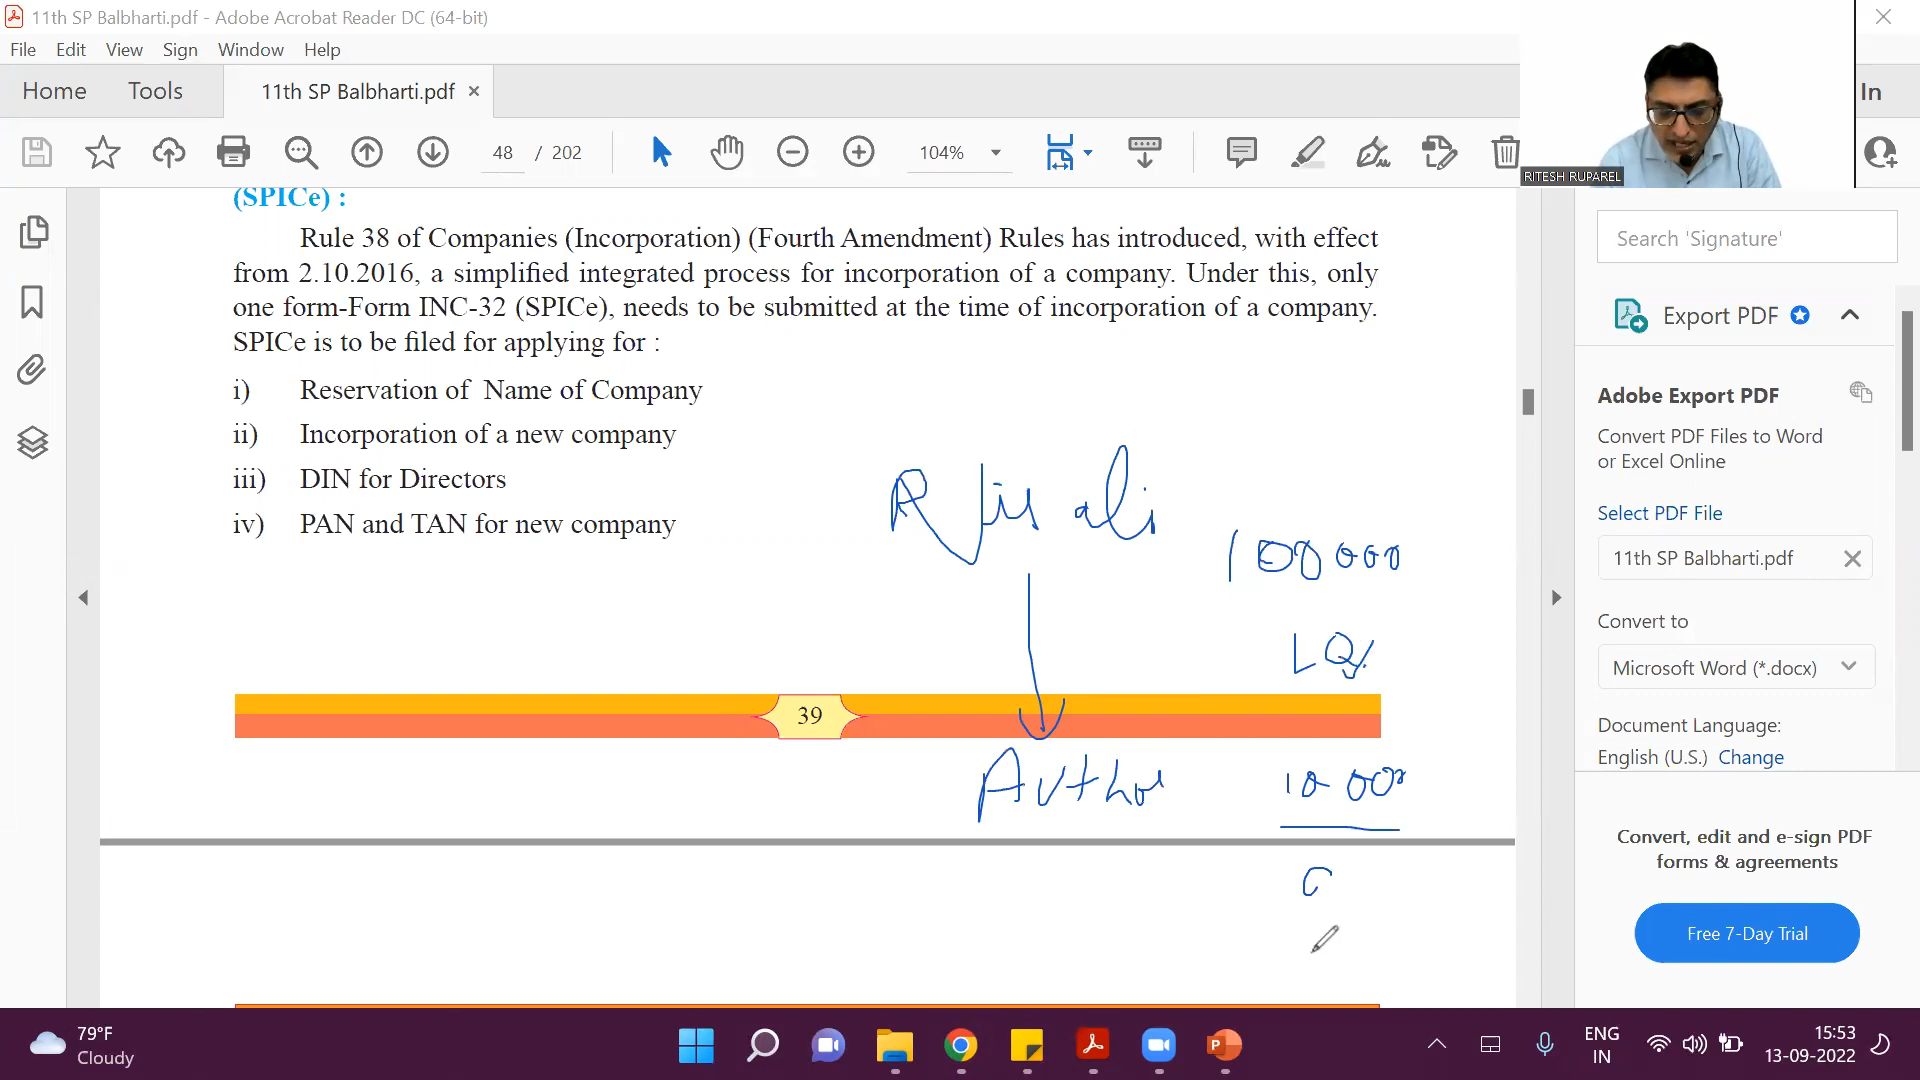 11th SP Balbharti.pdf - Adobe Acrobat Reader DC (64-bit)
File Edit View Sign Window Help
Home Tools 11th SP Balbharti.pdf × In
48 / 202 104%
RITESH RUPAREL
(SPICe) :
Rule 38 of Companies (Incorporation) (Fourth Amendment) Rules has introduced, with effect
from 2.10.2016, a simplified integrated process for incorporation of a company. Under this, only
one form-Form INC-32 (SPICe), needs to be submitted at the time of incorporation of a company.
SPICe is to be filed for applying for :
i) Reservation of Name of Company
ii) Incorporation of a new company
iii) DIN for Directors
iv) PAN and TAN for new company
100000
10 000
39
Search 'Signature'
Export PDF
Adobe Export PDF
Convert PDF Files to Word
or Excel Online
Select PDF File
11th SP Balbharti.pdf
Convert to
Microsoft Word (*.docx)
Document Language:
English (U.S.) Change
Convert, edit and e-sign PDF
forms & agreements
Free 7-Day Trial
79°F
Cloudy
ENG
IN
15:53
13-09-2022